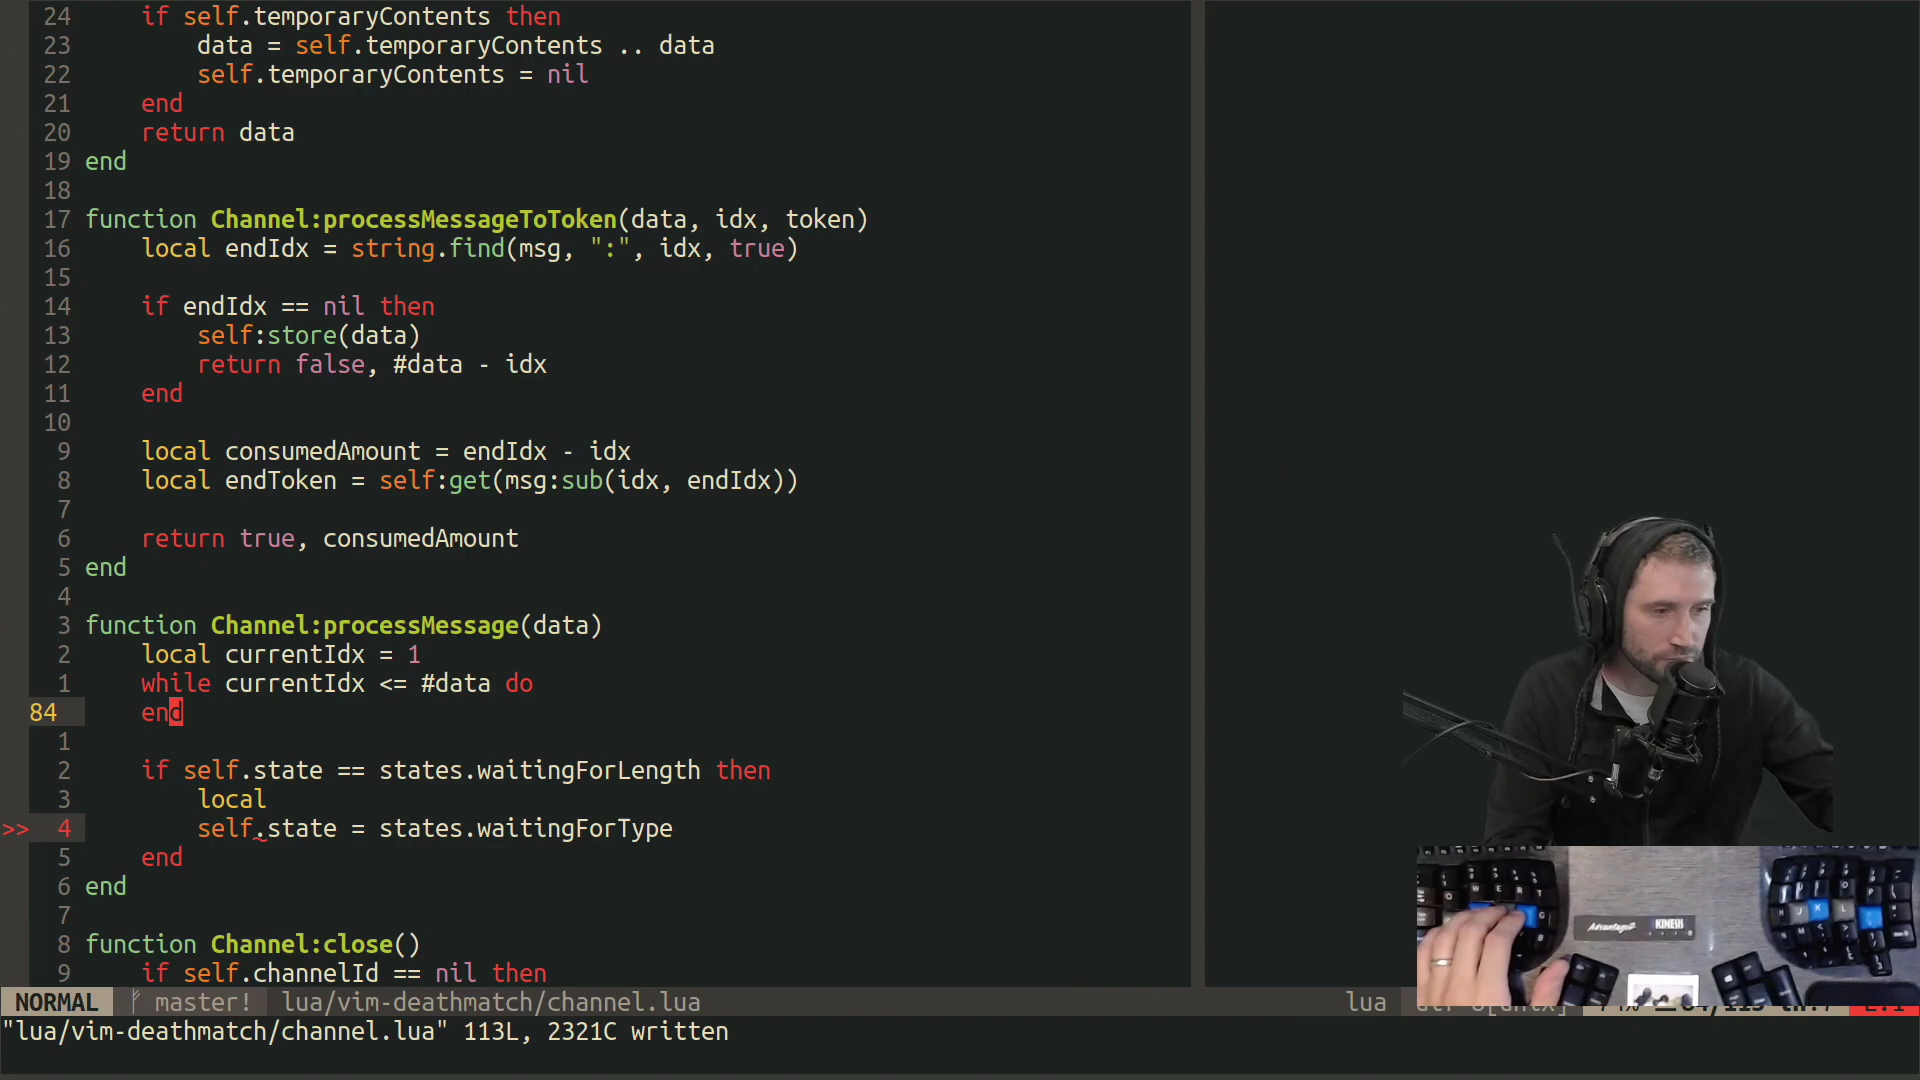 24 if self.temporaryContents then
23 data = self.temporaryContents .. data
22 self.temporaryContents = nil
21 end
20 return data
19 end
18
17 function Channel:processMessageToToken(data, idx, token)
16 local endIdx = string.find(msg, ":", idx, true)
15
14 if endIdx == nil then
13 self:store(data)
12 return false, #data - idx
11 end
10
9 local consumedAmount = endIdx - idx
8 local endToken = self:get(msg:sub(idx, endIdx))
7
6 return true, consumedAmount
5 end
4
3 function Channel:processMessage(data)
2 local currentIdx = 1
1 while currentIdx <= #data do
84 end
1
2 if self.state == states.waitingForLength then
3 local
>> 4 self.state = states.waitingForType
5 end
6 end
7
8 function Channel:close()
9 if self.channelId == nil then
NORMAL master! lua/vim-deathmatch/channel.lua lua
"lua/vim-deathmatch/channel.lua" 113L, 2321C written
Advantage2 KINESIS